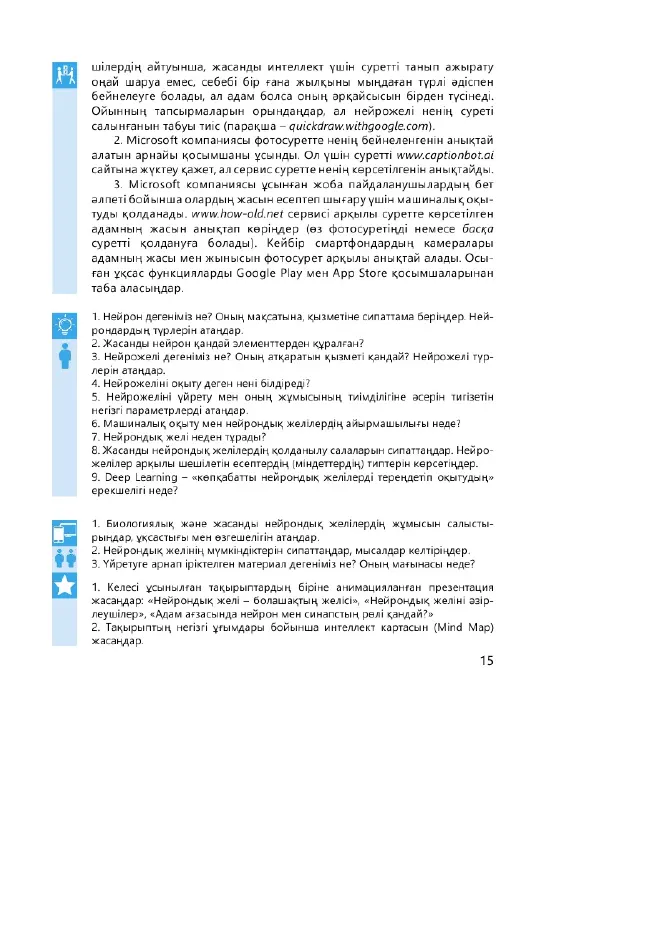 шілердің айтуынша, жасанды интеллект үшін суретті танып ажырату
оңай шаруа емес, себебі бір ғана жылқыны мыңдаған түрлі әдіспен
бейнелеуге болады, ал адам болса оның әрқайсысын бірден түсінеді.
Ойынның тапсырмаларын орындаңдар, ал нейрожелі ненің суреті
салынғанын табуы тиіс (парақша – quickdraw.withgoogle.com).
2. Microsoft компаниясы фотосуретте ненің бейнеленгенін анықтай
алатын арнайы қосымшаны ұсынды. Ол үшін суретті www.captionbot.ai
сайтына жүктеу қажет, ал сервис суретте ненің көрсетілгенін анықтайды.
3. Microsoft компаниясы ұсынған жоба пайдаланушылардың бет
әлпеті бойынша олардың жасын есептеп шығару үшін машиналық оқы-
туды қолданады. www.how-old.net сервисі арқылы суретте көрсетілген
адамның жасын анықтап көріңдер (өз фотосуретіңді немесе басқа
суретті қолдануға болады). Кейбір смартфондардың камералары
адамның жасы мен жынысын фотосурет арқылы анықтай алады. Осы-
ған ұқсас функцияларды Google Play мен App Store қосымшаларынан
таба аласыңдар.
1. Нейрон дегеніміз не? Оның мақсатына, қызметіне сипаттама беріңдер. Ней-
рондардың түрлерін атаңдар.
2. Жасанды нейрон қандай элементтерден құралған?
3. Нейрожелі дегеніміз не? Оның атқаратын қызметі қандай? Нейрожелі түр-
лерін атаңдар.
4. Нейрожеліні оқыту деген нені білдіреді?
5. Нейрожеліні үйрету мен оның жұмысының тиімділігіне әсерін тигізетін
негізгі параметрлерді атаңдар.
6. Машиналық оқыту мен нейрондық желілердің айырмашылығы неде?
7. Нейрондық желі неден тұрады?
8. Жасанды нейрондық желілердің қолданылу салаларын сипаттаңдар. Нейро-
желілер арқылы шешілетін есептердің (міндеттердің) типтерін көрсетіңдер.
9. Deep Learning – «көпқабатты нейрондық желілерді тереңдетіп оқытудың»
ерекшелігі неде?
1. Биологиялық және жасанды нейрондық желілердің жұмысын салысты-
рыңдар, ұқсастығы мен өзгешелігін атаңдар.
2. Нейрондық желінің мүмкіндіктерін сипаттаңдар, мысалдар келтіріңдер.
3. Үйретуге арнап іріктелген материал дегеніміз не? Оның мағынасы неде?
1. Келесі ұсынылған тақырыптардың біріне анимацияланған презентация
жасаңдар: «Нейрондық желі – болашақтың желісі», «Нейрондық желіні әзір-
леушілер», «Адам ағзасында нейрон мен синапстың рөлі қандай?»
2. Тақырыптың негізгі ұғымдары бойынша интеллект картасын (Mind Map)
жасаңдар.
15